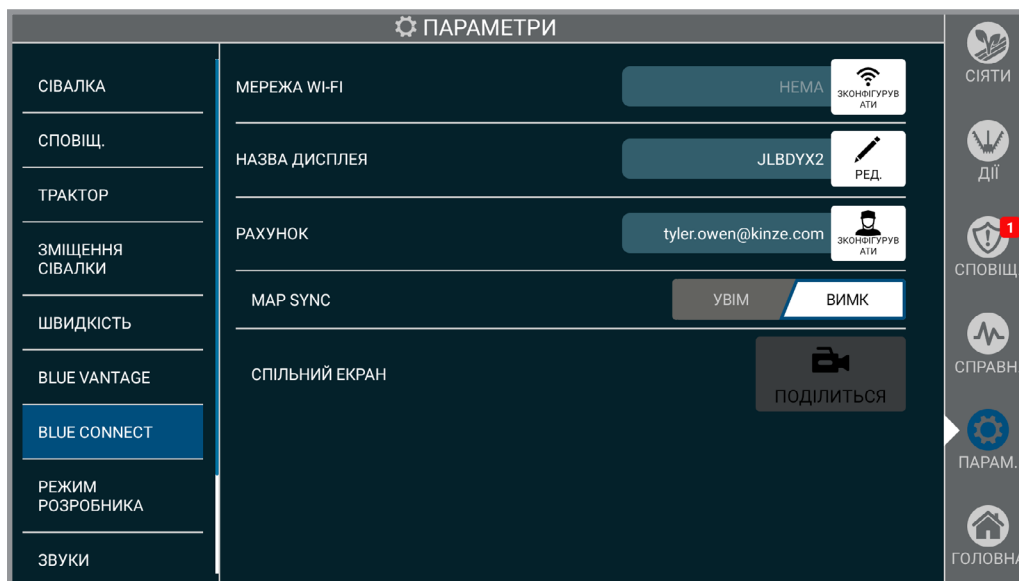 ПАРАМЕТРИ
СІВАЛКА
СПОВІЩ.
ТРАКТОР
ЗМІЩЕННЯ
СІВАЛКИ
ШВИДКІСТЬ
BLUE VANTAGE
BLUE CONNECT
РЕЖИМ
РОЗРОБНИКА
ЗВУКИ
МЕРЕЖА WI-FI
НЕМА
ЗКОНФІГУРУВ
АТИ
НАЗВА ДИСПЛЕЯ
JLBDYX2
РЕД.
РАХУНОК
tyler.owen@kinze.com
ЗКОНФІГУРУВ
АТИ
MAP SYNC
УВІМ
ВИМК
СПІЛЬНИЙ ЕКРАН
ПОДІЛИТЬСЯ
СІЯТИ
ДІЇ
1
СПОВІЩ
СПРАВН.
ПАРАМ.
ГОЛОВНА